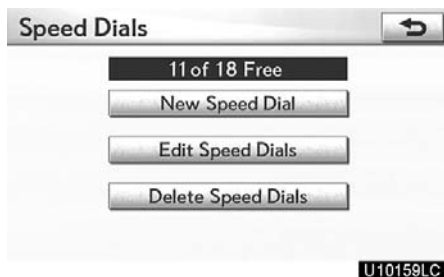 Speed Dials
11 of 18 Free
New Speed Dial
Edit Speed Dials
Delete Speed Dials
U10159LC